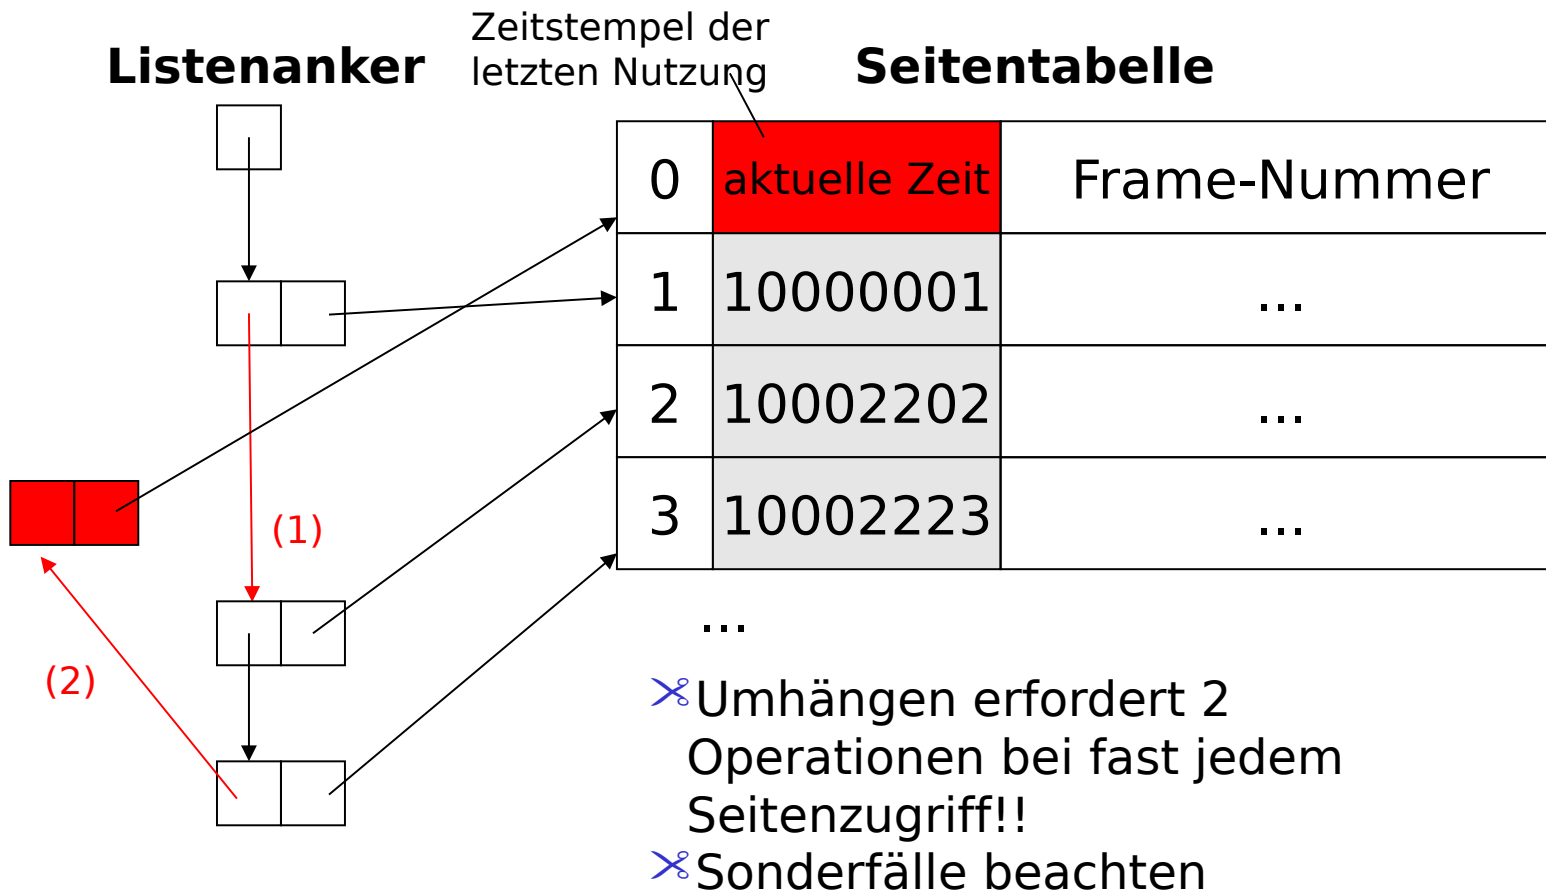 Zeitstempel der
letzten Nutzung
Listenanker
Seitentabelle
0 aktuelle Zeit Frame-Nummer
1 10000001 ...
2 10002202 ...
3 10002223 ...
(1)
(2)
...
Umhängen erfordert 2
Operationen bei fast jedem
Seitenzugriff!!
Sonderfälle beachten